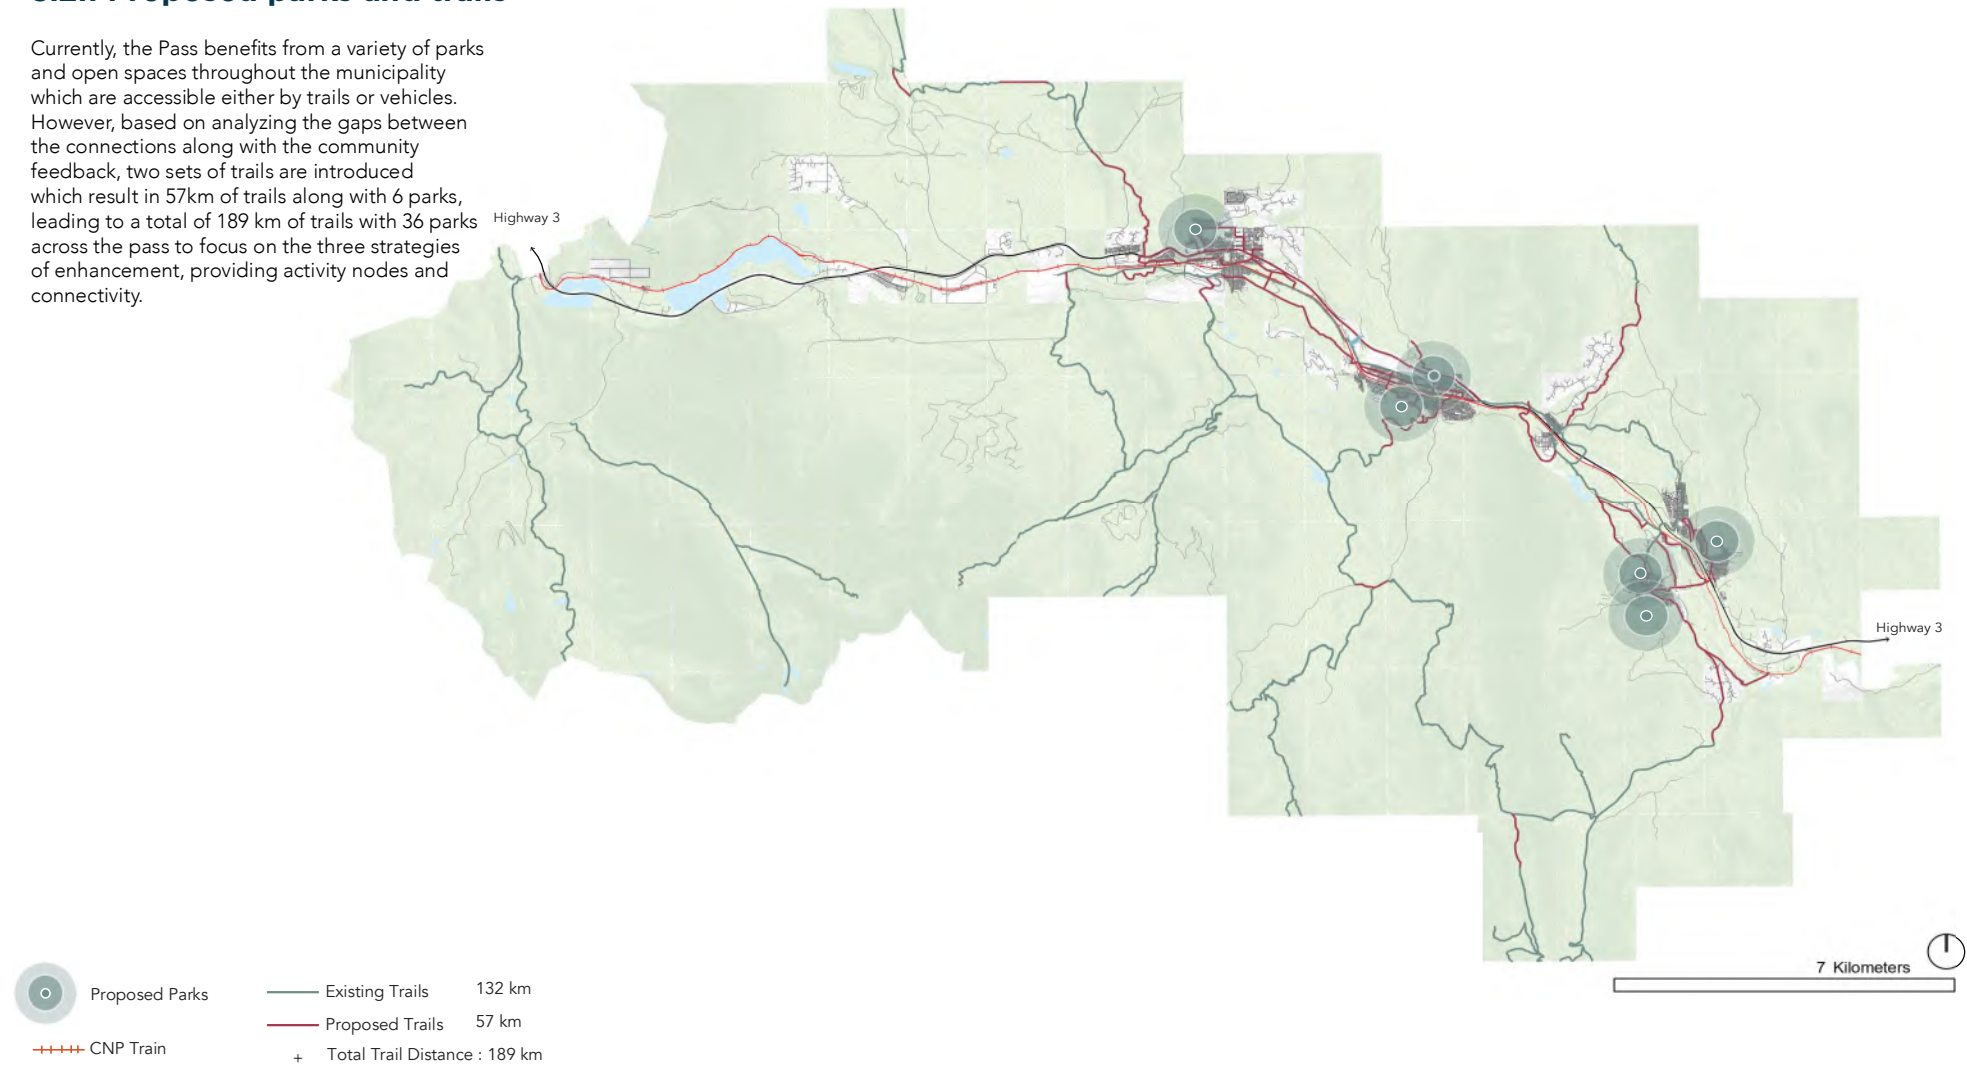 Proposed parks and trails
Currently, the Pass benefits from a variety of parks
and open spaces throughout the municipality
which are accessible either by trails or vehicles.
However, based on analyzing the gaps between
the connections along with the community
feedback, two sets of trails are introduced
which result in 57km of trails along with 6 parks,
leading to a total of 189 km of trails with 36 parks
across the pass to focus on the three strategies
of enhancement, providing activity nodes and
connectivity.
Highway 3
Highway 3
7 Kilometers
Proposed Parks
CNP Train
Existing Trails 132 km
Proposed Trails 57 km
+ Total Trail Distance : 189 km